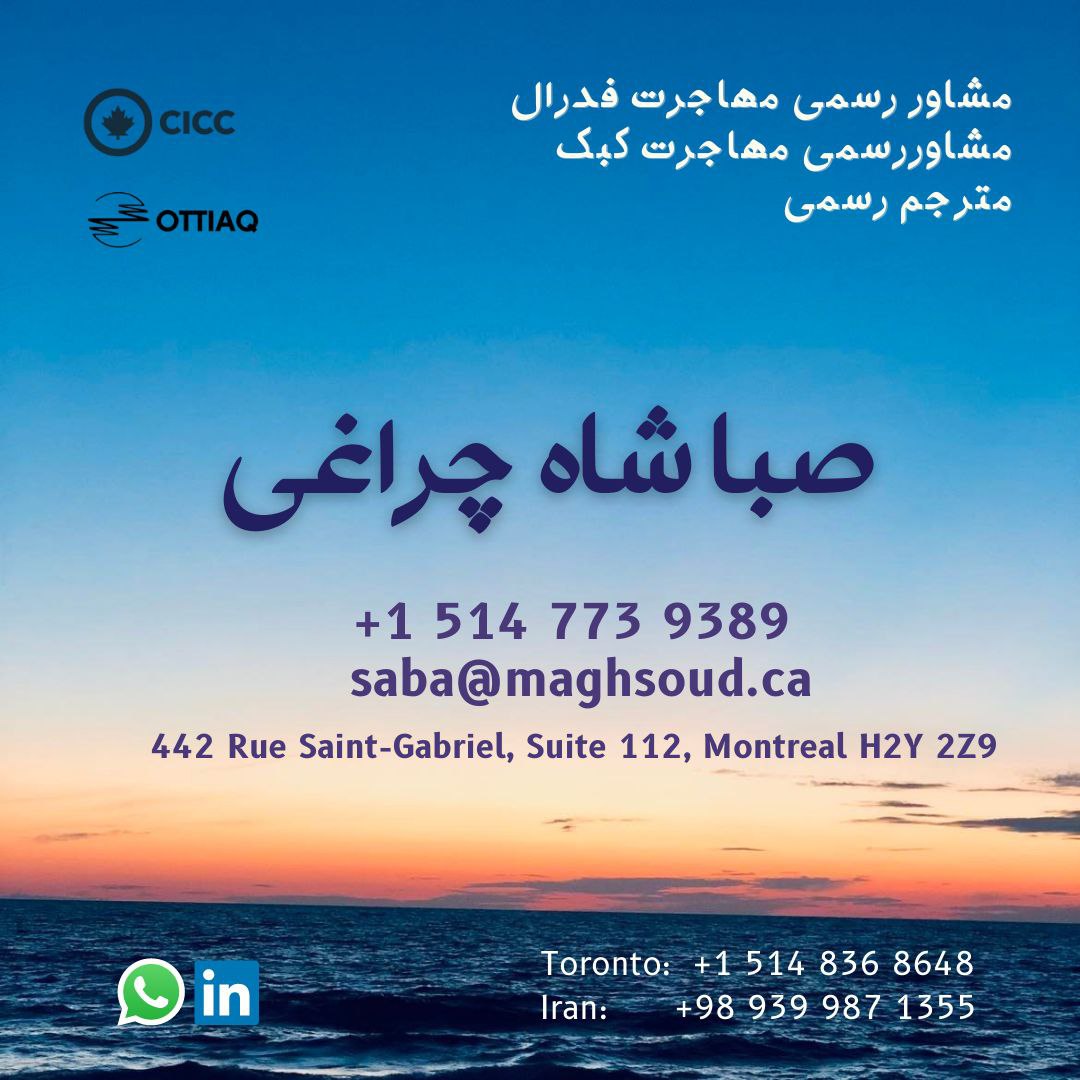 CICC
OTTIAQ
مشاور رسمی مهاجرت فدرال
مشاوررسمی مهاجرت کبک
مترجم رسمی
صبا شاه چراغی
+1 514 773 9389
saba@maghsoud.ca
442 Rue Saint-Gabriel, Suite 112, Montreal H2Y 2Z9
in
Toronto: +1 514 836 8648
Iran: +98 939 987 1355